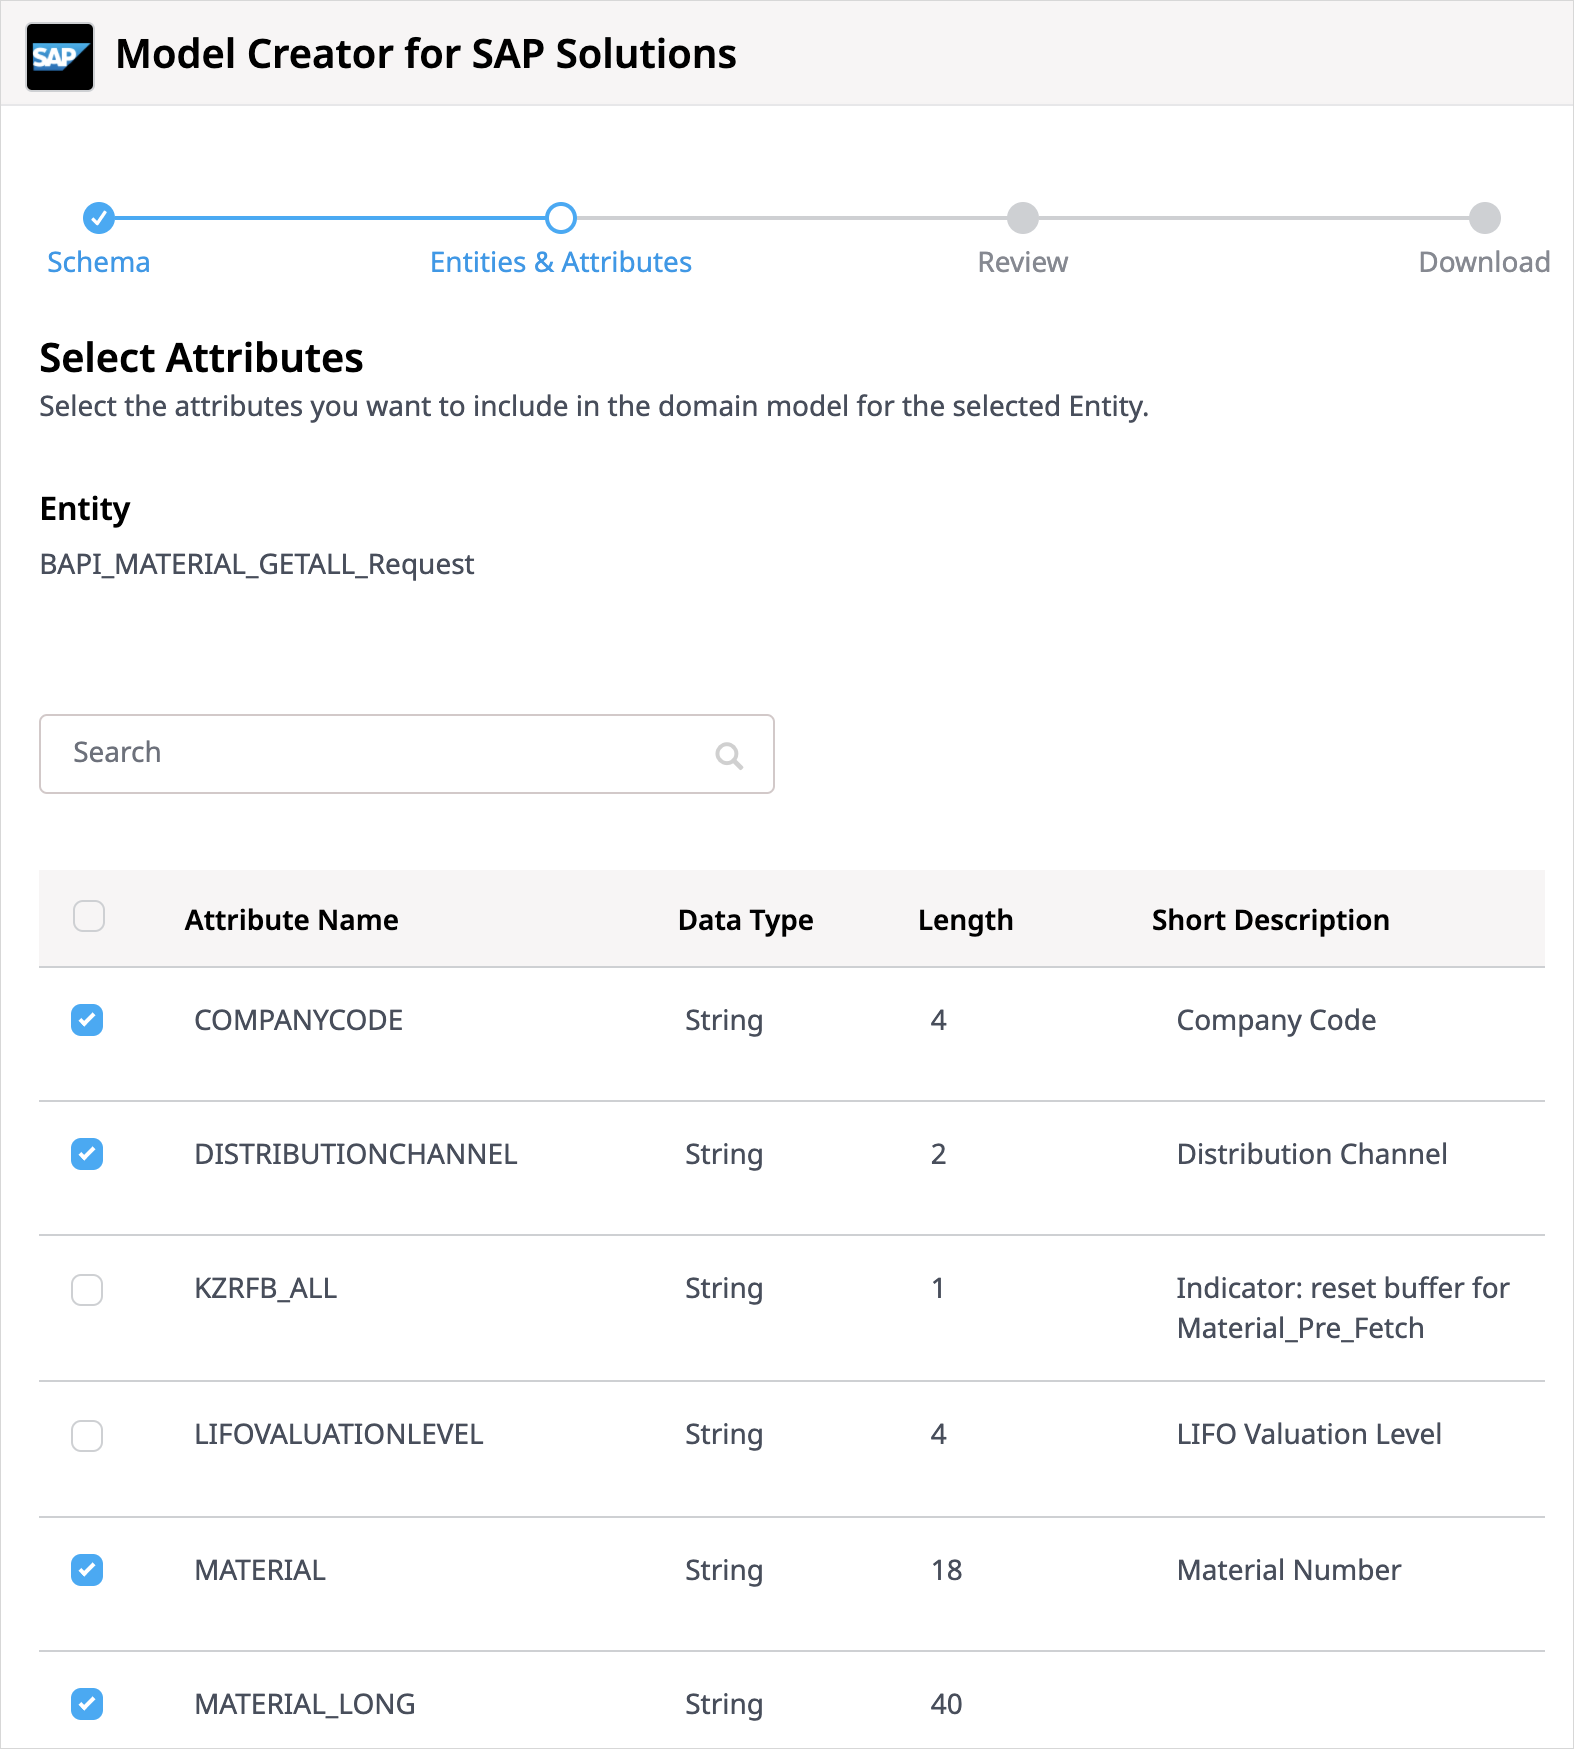 SAP Model Creator for SAP Solutions
Schema Entities & Attributes Review Download
Select Attributes
Select the attributes you want to include in the domain model for the selected Entity.
Entity
BAPI_MATERIAL_GETALL_Request
Search
Attribute Name Data Type Length Short Description
COMPANYCODE String 4 Company Code
DISTRIBUTIONCHANNEL String 2 Distribution Channel
KZRFB_ALL String 1 Indicator: reset buffer for
Material_Pre_Fetch
LIFOVALUATIONLEVEL String 4 LIFO Valuation Level
MATERIAL String 18 Material Number
MATERIAL_LONG String 40